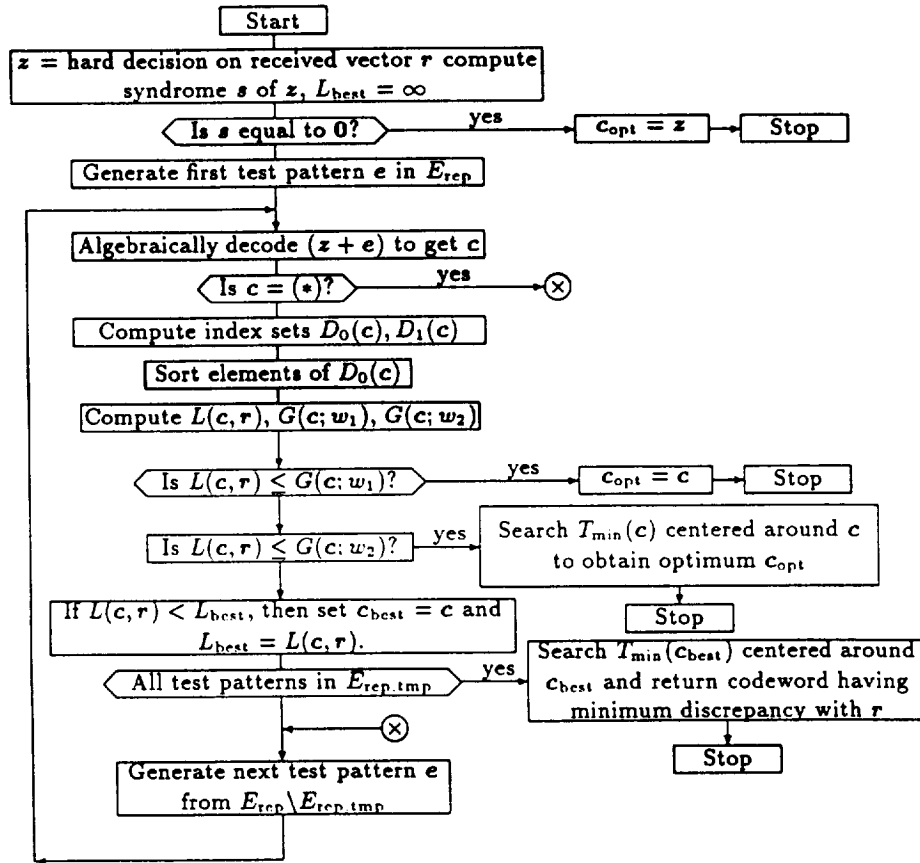 Start
z = hard decision on received vector r compute
syndrome s of z, L_best = ∞
Is s equal to 0?
yes
c_opt = z
Stop
Generate first test pattern e in E_rep
Algebraically decode (z + e) to get c
Is c = (*)?
yes
Compute index sets D_0(c), D_1(c)
Sort elements of D_0(c)
Compute L(c, r), G(c; w_1), G(c; w_2)
Is L(c, r) ≤ G(c; w_1)?
yes
c_opt = c
Stop
Is L(c, r) ≤ G(c; w_2)?
yes
Search T_min(c) centered around c
to obtain optimum c_opt
Stop
If L(c, r) < L_best, then set c_best = c and
L_best = L(c, r).
All test patterns in E_rep.tmp
yes
Search T_min(c_best) centered around
c_best and return codeword having
minimum discrepancy with r
Stop
Generate next test pattern e
from E_rep\E_rep.tmp